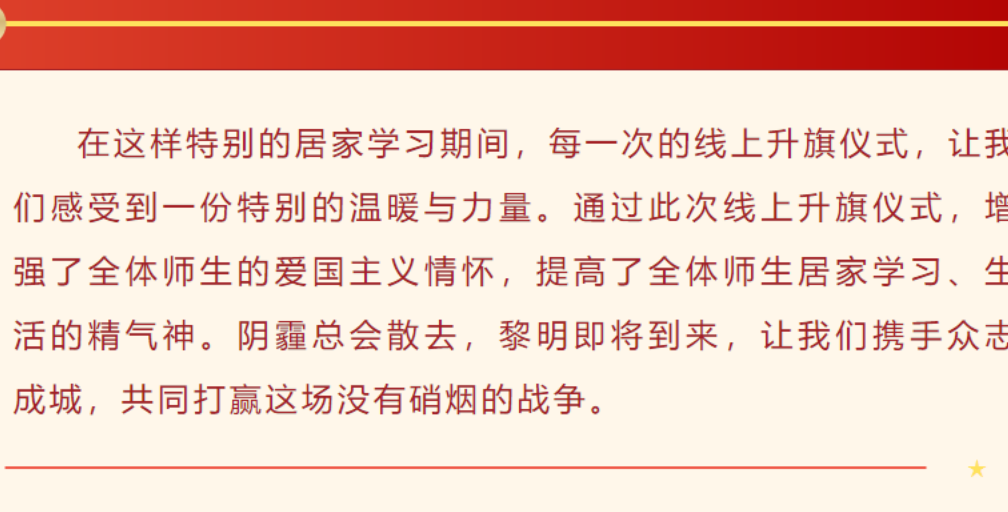 在这样特别的居家学习期间，每一次的线上升旗仪式，让我
们感受到一份特别的温暖与力量。通过此次线上升旗仪式，增
强了全体师生的爱国主义情怀，提高了全体师生居家学习、生
活的精气神。阴霾总会散去，黎明即将到来，让我们携手众志
成城，共同打赢这场没有硝烟的战争。